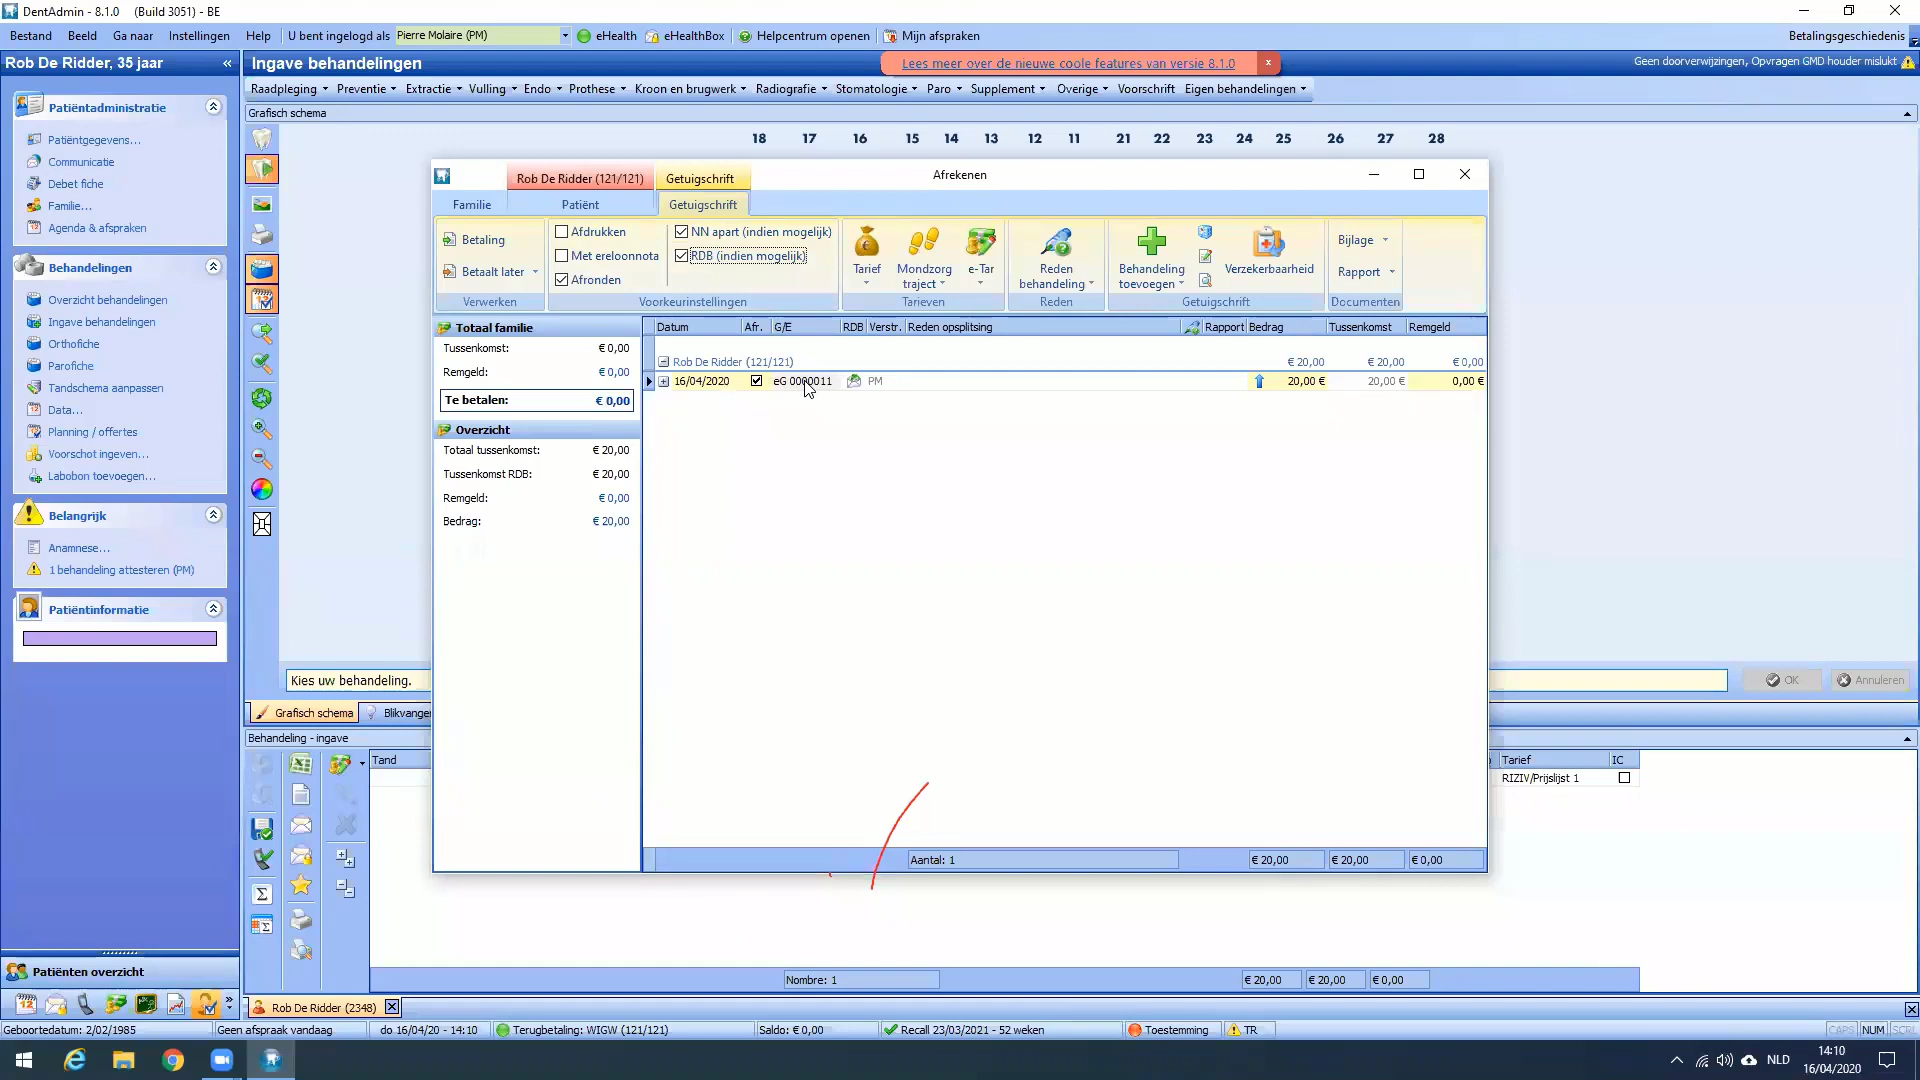 DentAdmin - 8.1.0 (Build 3051) - BE
Bestand Beeld Ga naar Instellingen Help U bent ingelogd als Pierre Molaire (PM) eHealth eHealthBox Helpcentrum openen Mijn afspraken Betalingsgeschiedenis
Rob De Ridder, 35 jaar «
Ingave behandelingen
Lees meer over de nieuwe coole features van versie 8.1.0 x
Geen doorverwijzingen, Opvragen GMD houder mislukt
Raadpleging Preventie Extractie Vulling Endo Prothese Kroon en brugwerk Radiografie Stomatologie Paro Supplement Overige Voorschrift Eigen behandelingen
Grafisch schema
18 17 16 15 14 13 12 11 21 22 23 24 25 26 27 28
Patiëntadministratie
Patiëntgegevens...
Communicatie
Debet fiche
Familie...
Agenda & afspraken
Behandelingen
Overzicht behandelingen
Ingave behandelingen
Orthofiche
Parofiche
Tandschema aanpassen
Data...
Planning / offertes
Voorschot ingeven...
Labobon toevoegen...
Belangrijk
Anamnese...
1 behandeling attesteren (PM)
Patiëntinformatie
Rob De Ridder (121/121) Getuigschrift Afrekenen
Familie Patiënt Getuigschrift
Betaling
Betaalt later
Verwerken
Afdrukken
Met ereloonnota
Afronden
NN apart (indien mogelijk)
RDB (indien mogelijk)
Voorkeurinstellingen
Tarief
Mondzorg traject
e-Tar
Tarieven
Reden behandeling
Reden
Behandeling toevoegen
Verzekerbaarheid
Getuigschrift
Bijlage
Rapport
Documenten
Totaal familie
Tussenkomst: € 0,00
Remgeld: € 0,00
Te betalen: € 0,00
Overzicht
Totaal tussenkomst: € 20,00
Tussenkomst RDB: € 20,00
Remgeld: € 0,00
Bedrag: € 20,00
Datum Afr. G/E RDB Verstr. Reden opsplitsing Rapport Bedrag Tussenkomst Remgeld
Rob De Ridder (121/121) € 20,00 € 20,00 € 0,00
16/04/2020 eG 0000011 PM 20,00 € 20,00 € 0,00 €
Aantal: 1 € 20,00 € 20,00 € 0,00
Kies uw behandeling.
OK Annuleren
Grafisch schema
Behandeling - ingave
Tand Tarief IC
RIZIV/Prijslijst 1
Nombre: 1 € 20,00 € 20,00 € 0,00
Patiënten overzicht
Rob De Ridder (2348)
Geboortedatum: 2/02/1985 Geen afspraak vandaag do 16/04/20 - 14:10 Terugbetaling: WIGW (121/121) Saldo: € 0,00 Recall 23/03/2021 - 52 weken Toestemming TR CAPS NUM SCRL
NLD
14:10
16/04/2020